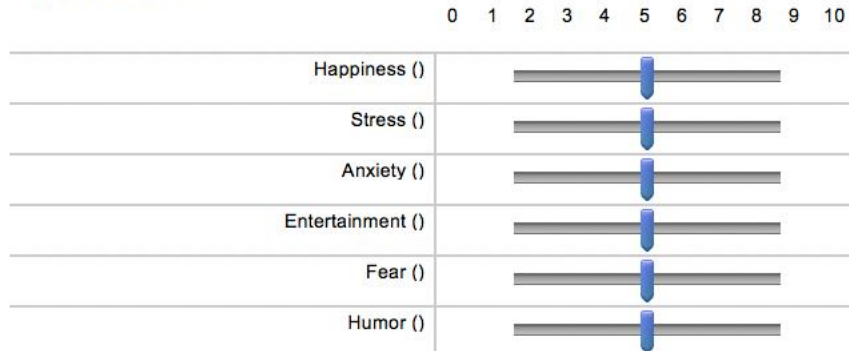 0 1 2 3 4 5 6 7 8 9 10
Happiness ()
Stress ()
Anxiety ()
Entertainment ()
Fear ()
Humor ()